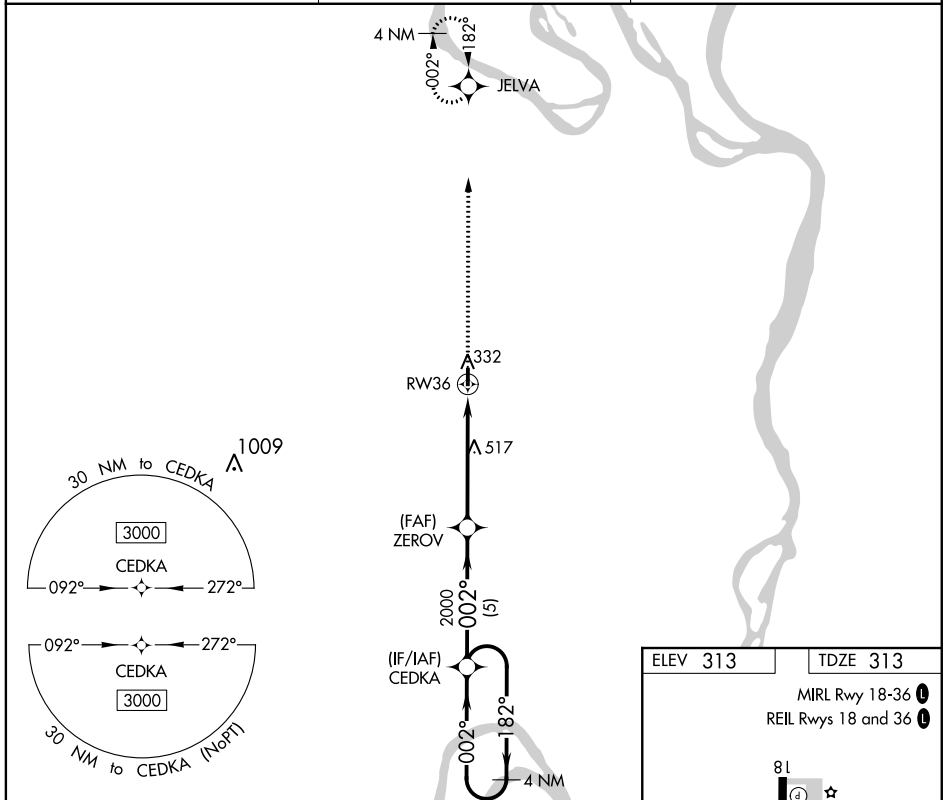 4 NM
182°
002°
JELVA
332
RW36
517
1009
30 NM to CEDKA
3000
CEDKA
092°
272°
(FAF)
ZEROV
2000
002°
(5)
092°
272°
CEDKA
3000
30 NM to CEDKA (NoPT)
(IF/IAF)
CEDKA
002°
182°
4 NM
ELEV 313
TDZE 313
MIRL Rwy 18-36 L
REIL Rwys 18 and 36 L
18
P